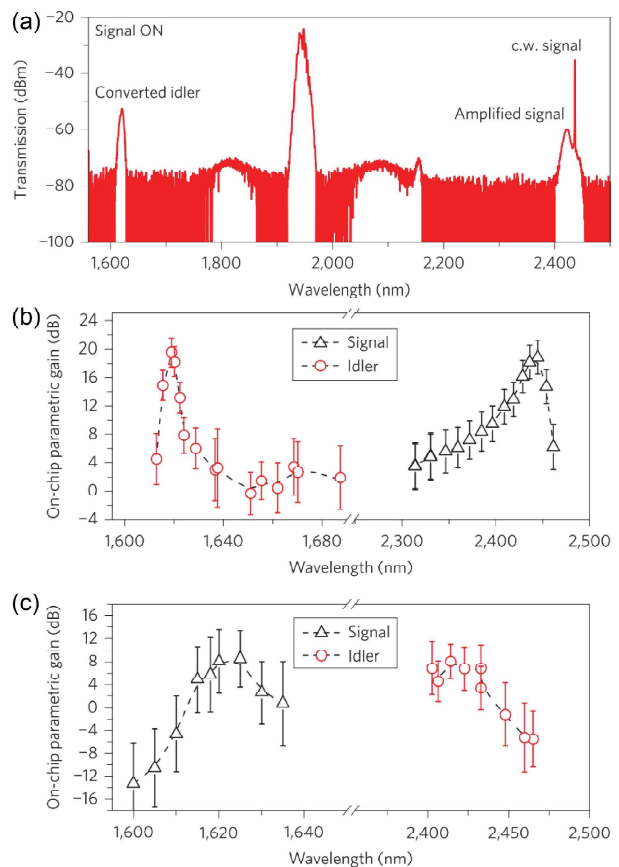 (a)
Signal ON
Converted idler
c.w. signal
Amplified signal
Transmission (dBm)
−20
−40
−60
−80
−100
1,600 1,800 2,000 2,200 2,400
Wavelength (nm)
(b)
On-chip parametric gain (dB)
24
20
16
12
8
4
0
−4
Signal
Idler
1,600 1,640 1,680 2,300 2,400 2,500
Wavelength (nm)
(c)
On-chip parametric gain (dB)
16
12
8
4
0
−4
−8
−12
−16
Signal
Idler
1,600 1,620 1,640 2,400 2,450 2,500
Wavelength (nm)